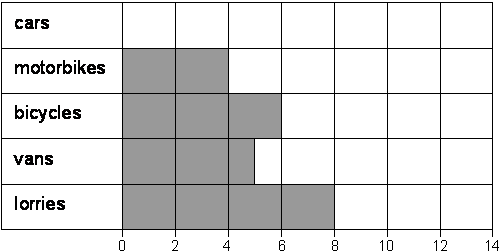 cars
motorbikes
bicycles
vans
lorries
0 2 4 6 8 10 12 14